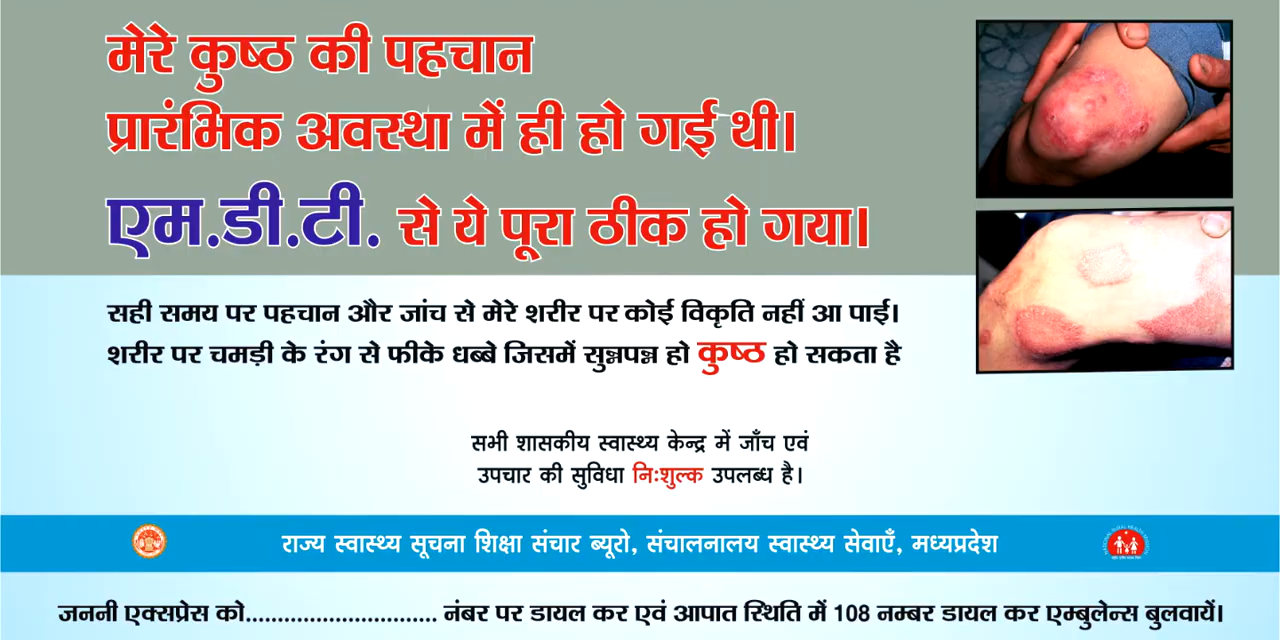 मेरे कुष्ठ की पहचान
प्रारंभिक अवस्था में ही हो गई थी।
एम.डी.टी. से ये पूरा ठीक हो गया।
सही समय पर पहचान और जांच से मेरे शरीर पर कोई विकृति नहीं आ पाई।
शरीर पर चमड़ी के रंग से फीके धब्बे जिसमें सुन्नपन्न हो कुष्ठ हो सकता है
सभी शासकीय स्वास्थ्य केन्द्र में जाँच एवं
उपचार की सुविधा निःशुल्क उपलब्ध है।
राज्य स्वास्थ्य सूचना शिक्षा संचार ब्यूरो, संचालनालय स्वास्थ्य सेवाएँ, मध्यप्रदेश
जननी एक्सप्रेस को................................ नंबर पर डायल कर एवं आपात स्थिति में 108 नम्बर डायल कर एम्बुलेन्स बुलवायें।